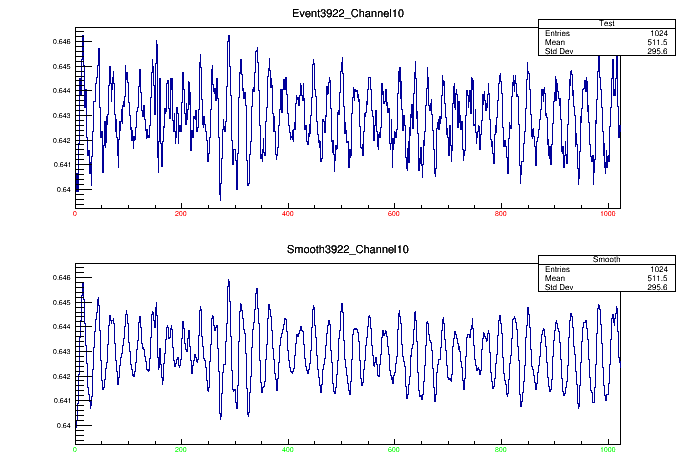 Event3922_Channel10
Test
Entries 1024
Mean 511.5
Std Dev 295.6
0.646
0.645
0.644
0.643
0.642
0.641
0.64
0 200 400 600 800 1000
Smooth3922_Channel10
Smooth
Entries 1024
Mean 511.5
Std Dev 295.6
0.646
0.645
0.644
0.643
0.642
0.641
0.64
0 200 400 600 800 1000